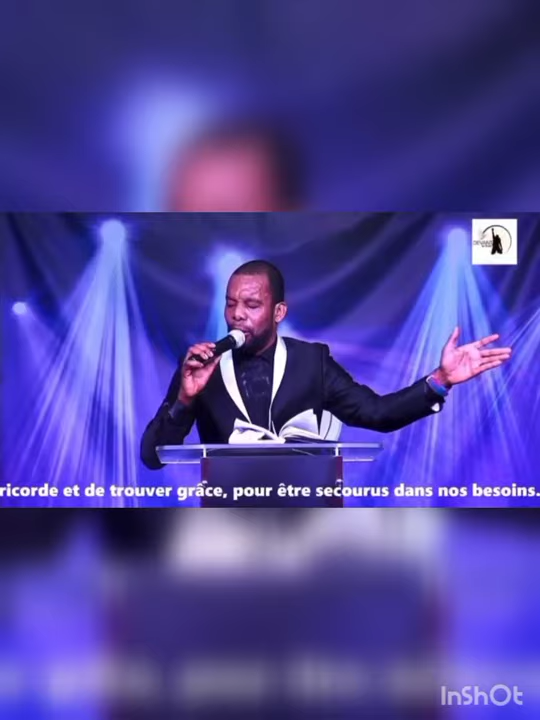 ricorde et de trouver grâce, pour être secourus dans nos besoins.
InShOt